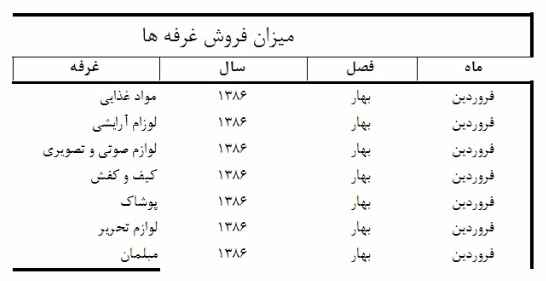 میزان فروش غرفه ها
ماه فصل سال غرفه
فروردین بهار ۱۳۸۶ مواد غذایی
فروردین بهار ۱۳۸۶ لوزام آرایشی
فروردین بهار ۱۳۸۶ لوازم صوتی و تصویری
فروردین بهار ۱۳۸۶ کیف و کفش
فروردین بهار ۱۳۸۶ پوشاک
فروردین بهار ۱۳۸۶ لوازم تحریر
فروردین بهار ۱۳۸۶ مبلمان